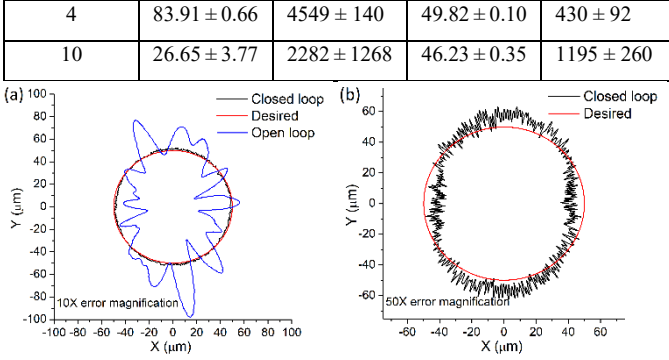 4 83.91 ± 0.66 4549 ± 140 49.82 ± 0.10 430 ± 92
10 26.65 ± 3.77 2282 ± 1268 46.23 ± 0.35 1195 ± 260
(a)
100
80
60
40
20
0
-20
-40
-60
-80
-100
Y (μm)
Closed loop
Desired
Open loop
10X error magnification
-100 -80 -60 -40 -20 0 20 40 60 80 100
X (μm)
(b)
60
40
20
0
-20
-40
-60
Y (μm)
Closed loop
Desired
50X error magnification
-60 -40 -20 0 20 40 60
X (μm)